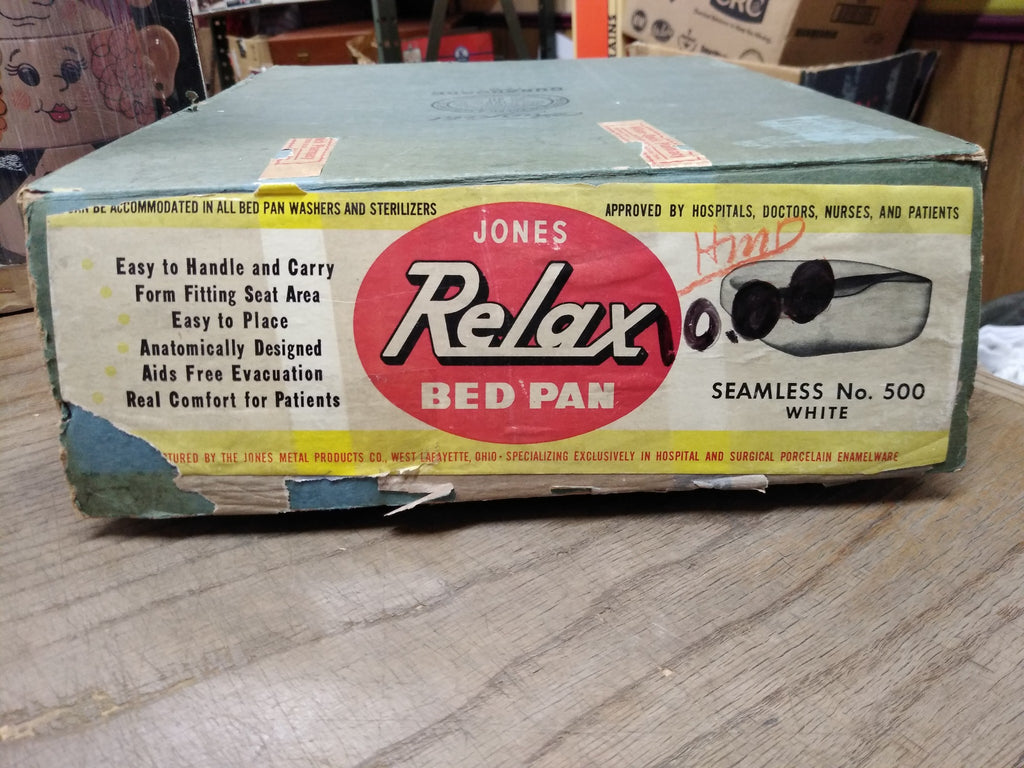 CRC
AINS
BE ACCOMMODATED IN ALL BED PAN WASHERS AND STERILIZERS
APPROVED BY HOSPITALS, DOCTORS, NURSES, AND PATIENTS
Easy to Handle and Carry
Form Fitting Seat Area
Easy to Place
Anatomically Designed
Aids Free Evacuation
Real Comfort for Patients
JONES
Relax
BED PAN
SEAMLESS No. 500
WHITE
BY THE JONES METAL PRODUCTS CO., WEST LAFAYETTE, OHIO - SPECIALIZING EXCLUSIVELY IN HOSPITAL AND SURGICAL PORCELAIN ENAMELWARE